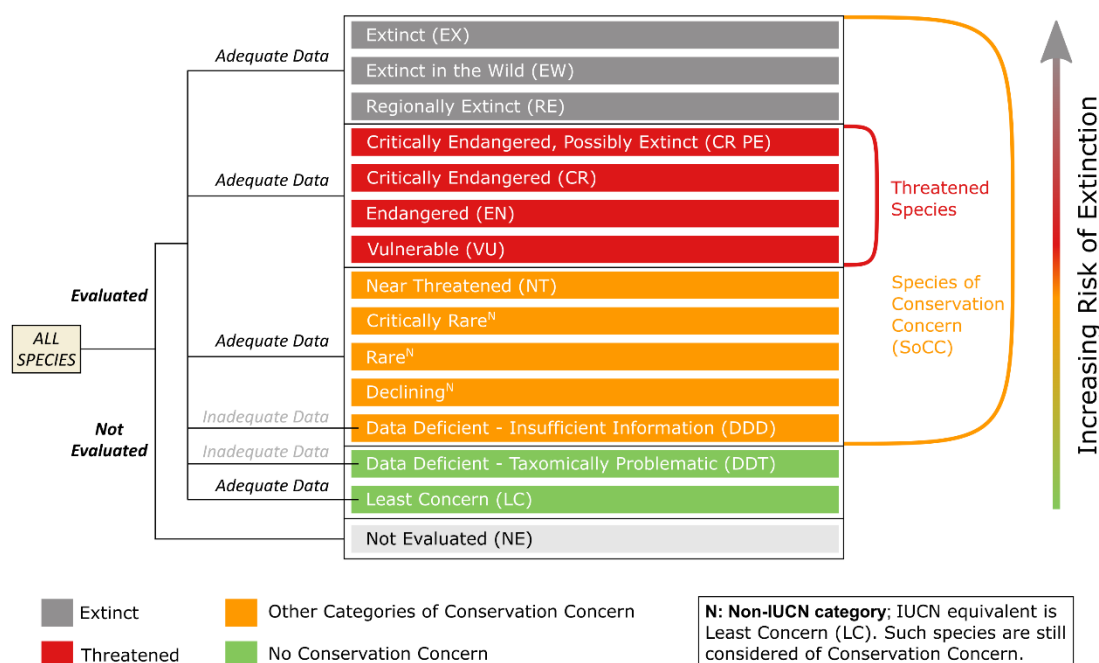 Extinct (EX)
Adequate Data
Extinct in the Wild (EW)
Regionally Extinct (RE)
Critically Endangered, Possibly Extinct (CR PE)
Adequate Data
Critically Endangered (CR)
Endangered (EN)
Vulnerable (VU)
Threatened
Species
Near Threatened (NT)
Evaluated
Critically Rareᴺ
Species of
Conservation
Concern
(SoCC)
ALL
SPECIES
Adequate Data
Rareᴺ
Decliningᴺ
Not
Evaluated
Inadequate Data
Data Deficient - Insufficient Information (DDD)
Inadequate Data
Data Deficient - Taxomically Problematic (DDT)
Adequate Data
Least Concern (LC)
Not Evaluated (NE)
Increasing Risk of Extinction
Extinct
Other Categories of Conservation Concern
Threatened
No Conservation Concern
N: Non-IUCN category; IUCN equivalent is
Least Concern (LC). Such species are still
considered of Conservation Concern.